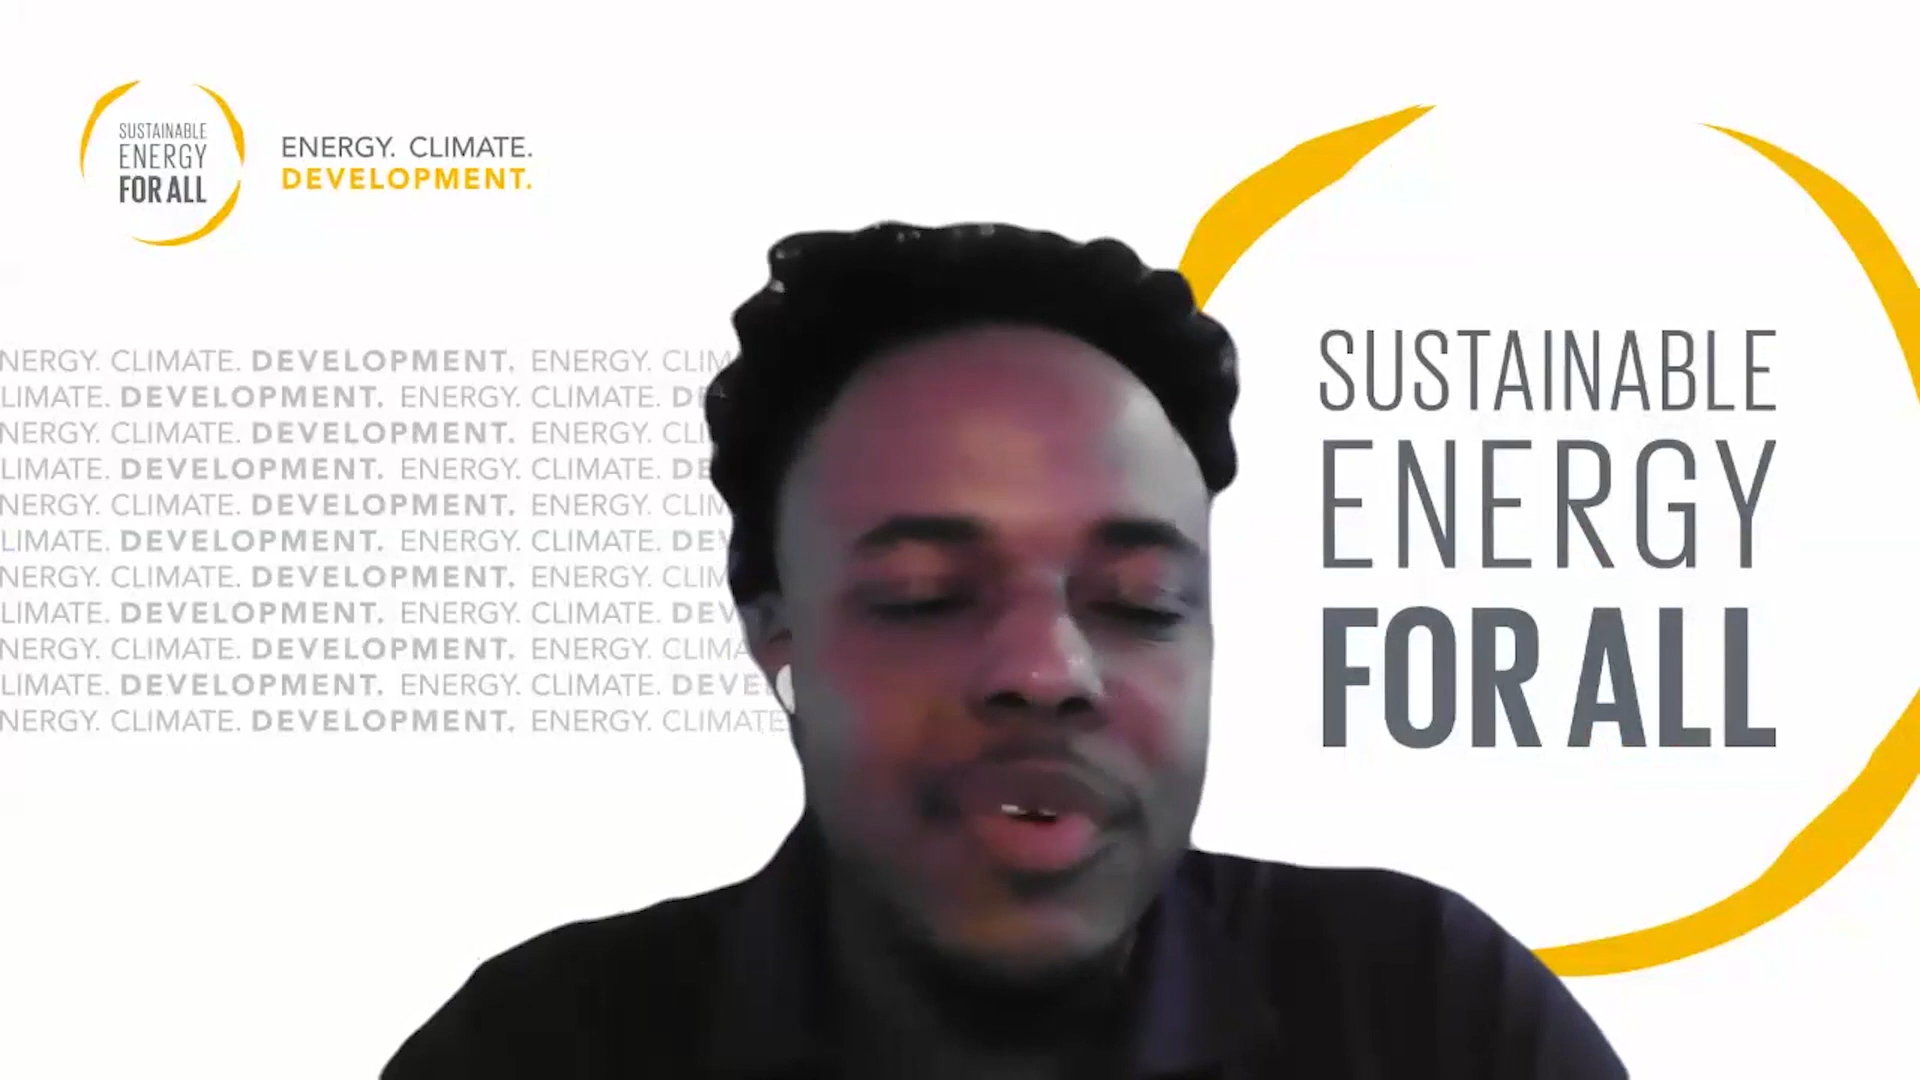 SUSTAINABLE
ENERGY
FOR ALL
ENERGY. CLIMATE.
DEVELOPMENT.
NERGY. CLIMATE. DEVELOPMENT. ENERGY. CLIM
LIMATE. DEVELOPMENT. ENERGY. CLIMATE. D
NERGY. CLIMATE. DEVELOPMENT. ENERGY. CLI
LIMATE. DEVELOPMENT. ENERGY. CLIMATE. DE
NERGY. CLIMATE. DEVELOPMENT. ENERGY. CLIM
LIMATE. DEVELOPMENT. ENERGY. CLIMATE. DEV
NERGY. CLIMATE. DEVELOPMENT. ENERGY. CLIM
LIMATE. DEVELOPMENT. ENERGY. CLIMATE. DEV
NERGY. CLIMATE. DEVELOPMENT. ENERGY. CLIMA
LIMATE. DEVELOPMENT. ENERGY. CLIMATE. DEVE
NERGY. CLIMATE. DEVELOPMENT. ENERGY. CLIMATE
SUSTAINABLE
ENERGY
FOR ALL